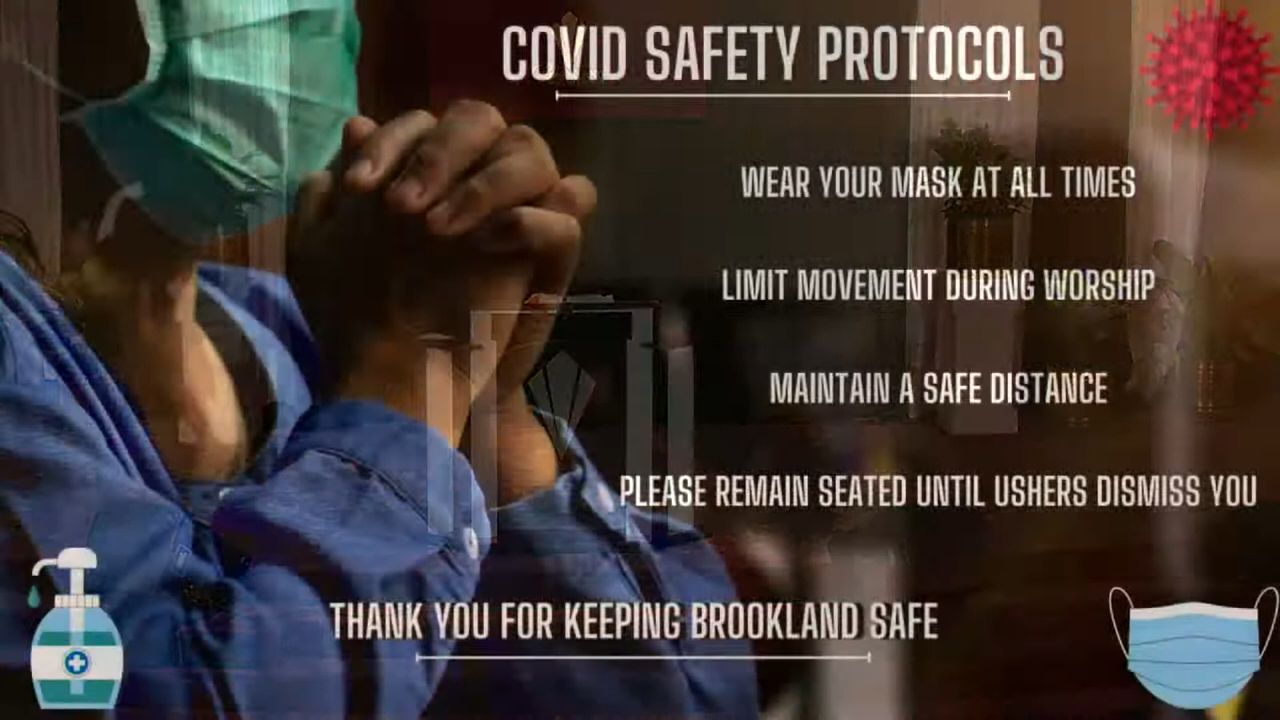 COVID SAFETY PROTOCOLS
WEAR YOUR MASK AT ALL TIMES
LIMIT MOVEMENT DURING WORSHIP
MAINTAIN A SAFE DISTANCE
PLEASE REMAIN SEATED UNTIL USHERS DISMISS YOU
THANK YOU FOR KEEPING BROOKLAND SAFE